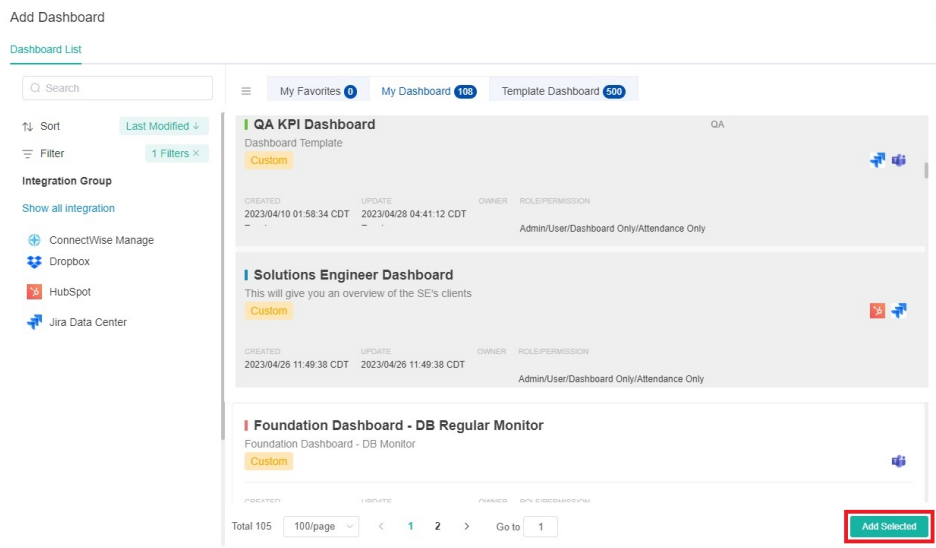 Add Dashboard
Dashboard List
Search
Sort Last Modified ↓
Filter 1 Filters ×
Integration Group
Show all integration
ConnectWise Manage
Dropbox
HubSpot
Jira Data Center
My Favorites 0 My Dashboard 108 Template Dashboard 500
QA KPI Dashboard QA
Dashboard Template
Custom
CREATED UPDATE OWNER ROLE/PERMISSION
2023/04/10 01:58:34 CDT 2023/04/28 04:41:12 CDT
Admin/User/Dashboard Only/Attendance Only
Solutions Engineer Dashboard
This will give you an overview of the SE's clients
Custom
CREATED UPDATE OWNER ROLE/PERMISSION
2023/04/26 11:49:38 CDT 2023/04/26 11:49:38 CDT
Admin/User/Dashboard Only/Attendance Only
Foundation Dashboard - DB Regular Monitor
Foundation Dashboard - DB Monitor
Custom
CREATED UPDATE OWNER ROLE/PERMISSION
Total 105 100/page < 1 2 > Go to 1 Add Selected